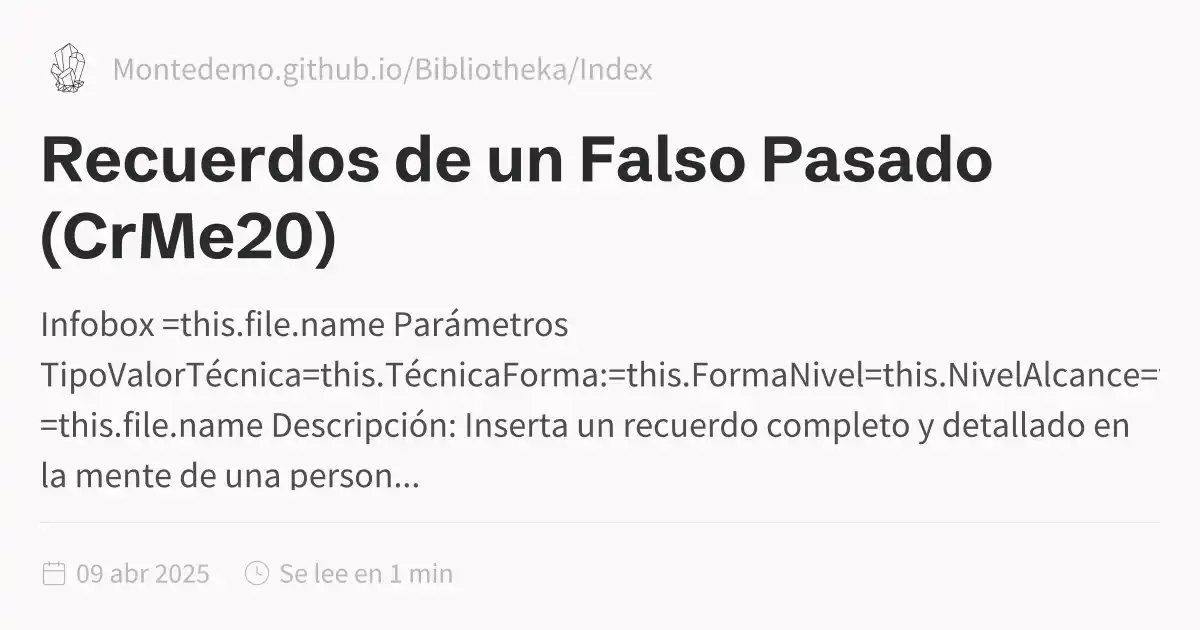 Montedemo.github.io/Bibliotheka/Index
Recuerdos de un Falso Pasado
(CrMe20)
Infobox =this.file.name Parámetros
TipoValorTécnica=this.TécnicaForma:=this.FormaNivel=this.NivelAlcance=
=this.file.name Descripción: Inserta un recuerdo completo y detallado en
la mente de una person...
09 abr 2025
Se lee en 1 min